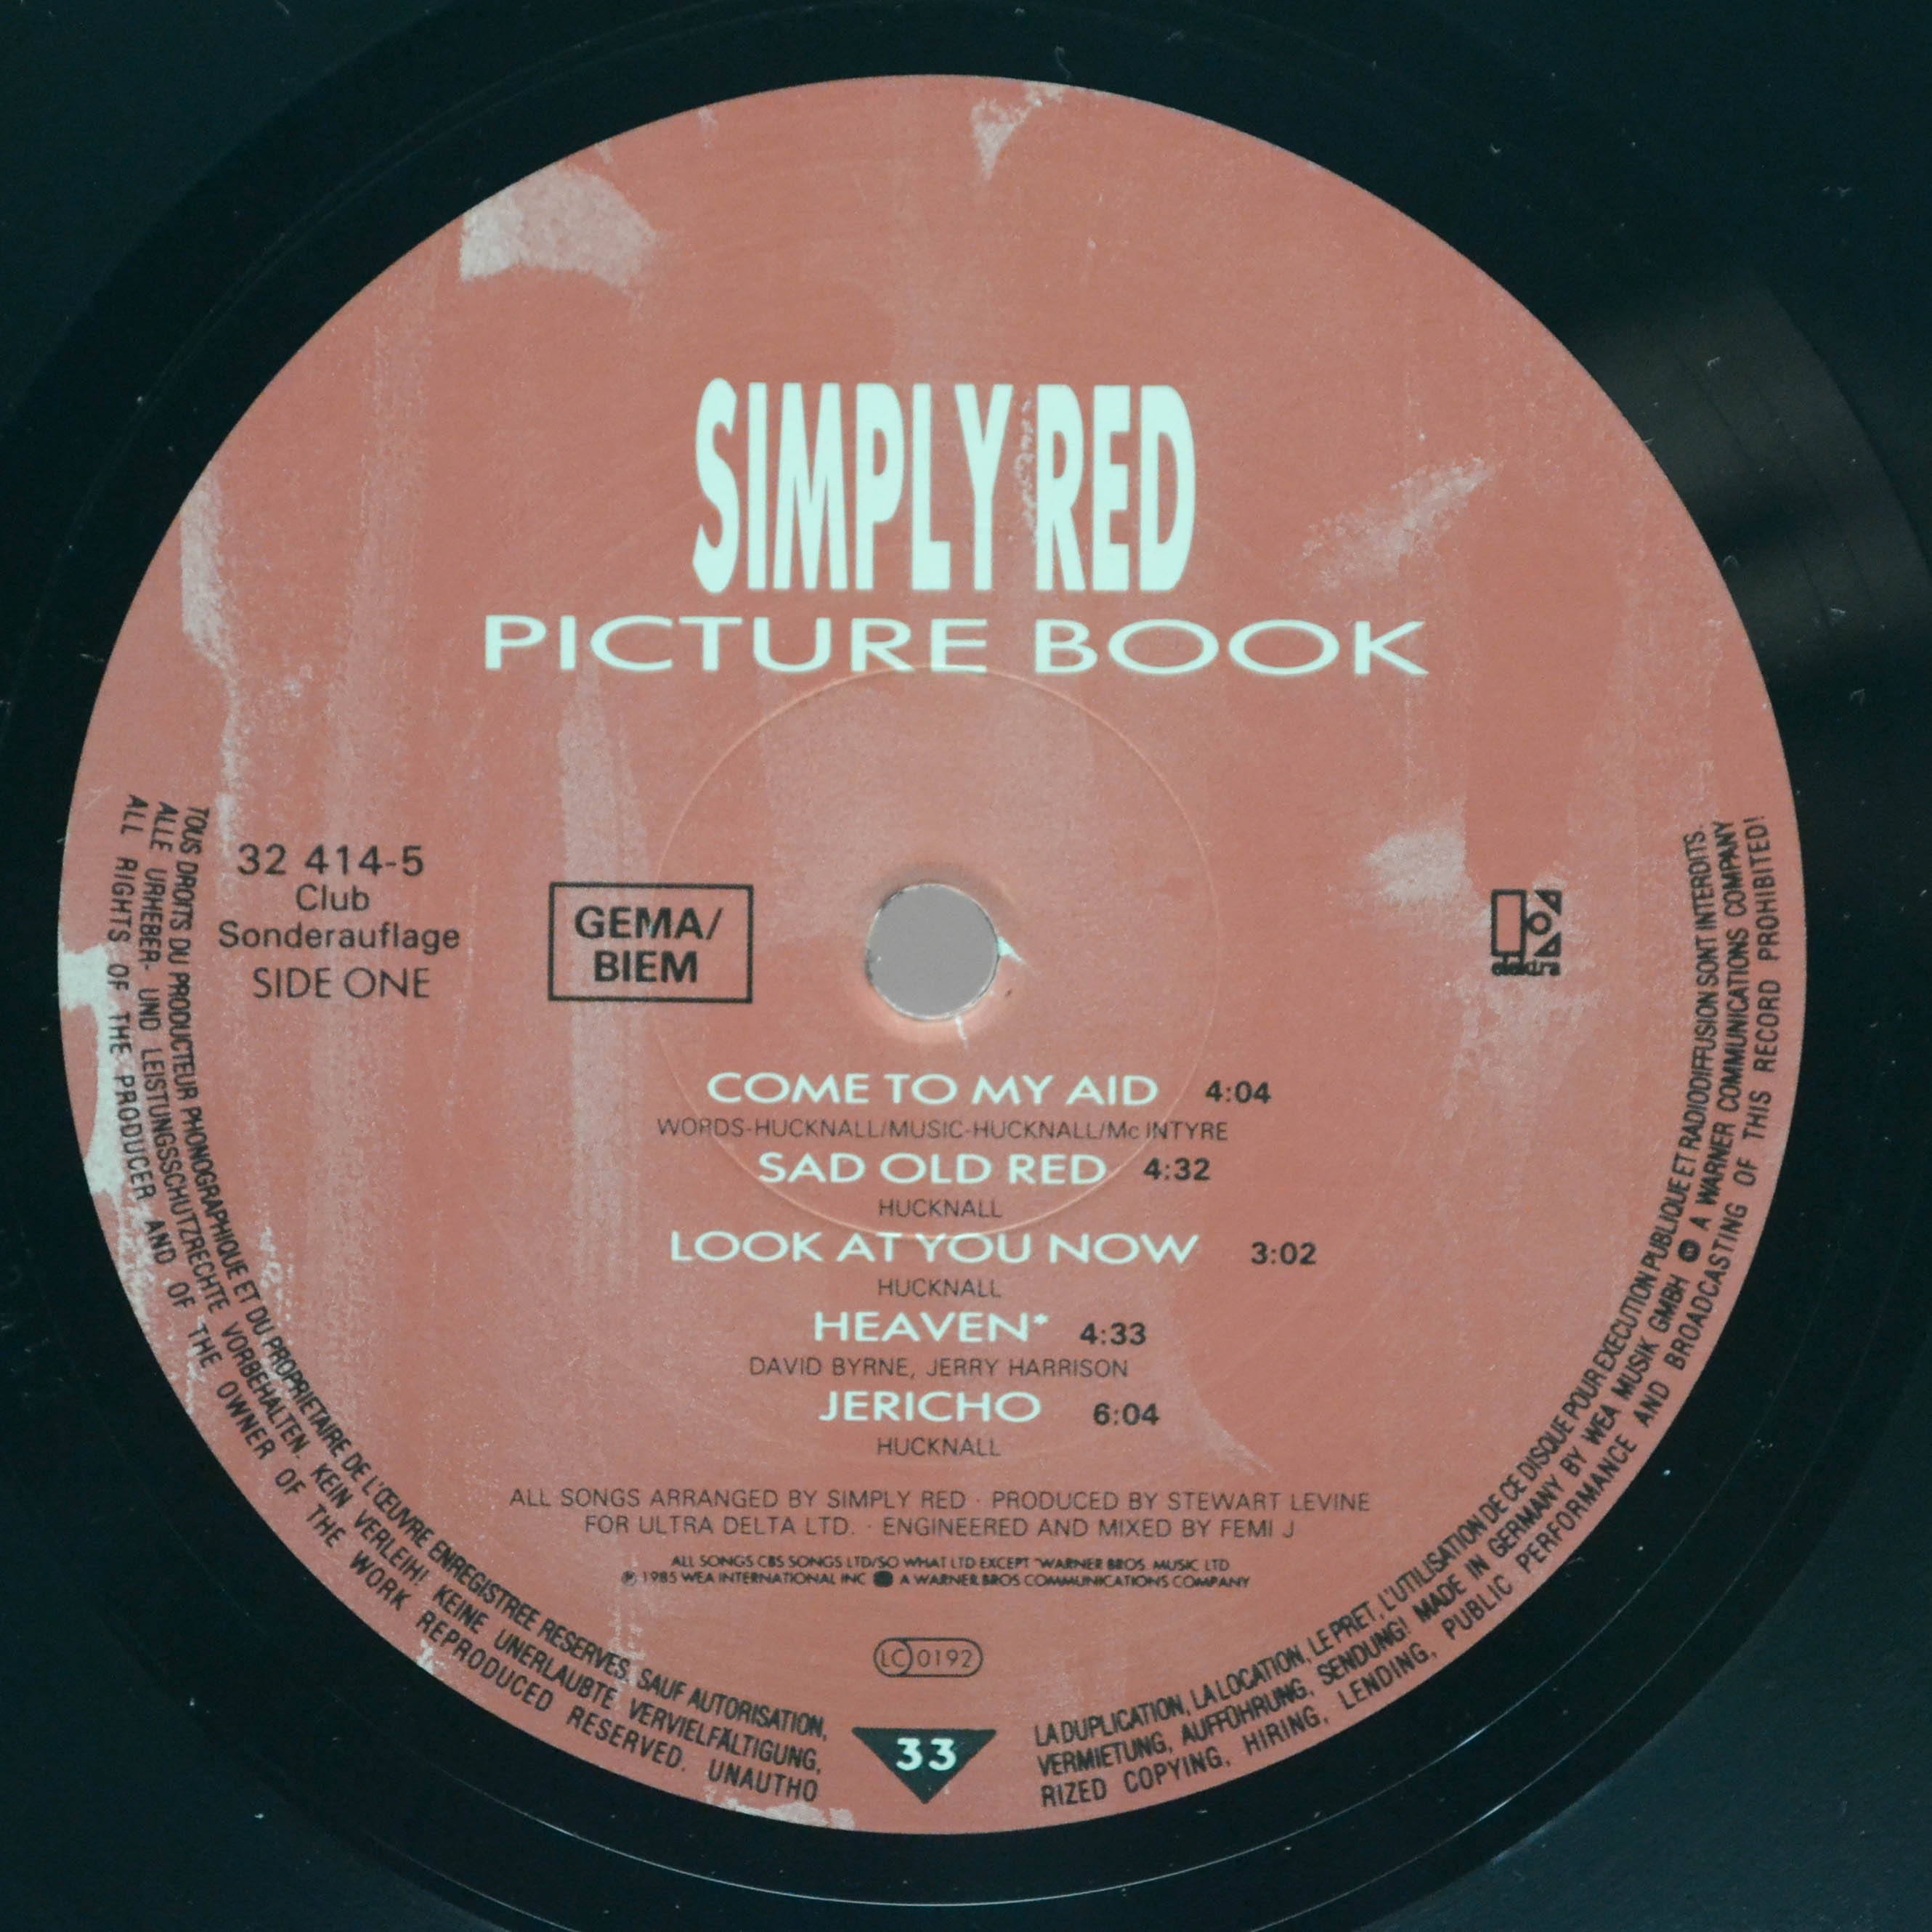 SIMPLY RED
PICTURE BOOK
32 414-5
Club
Sonderauflage
SIDE ONE
GEMA/
BIEM
elektra
COME TO MY AID 4:04
WORDS-HUCKNALL/MUSIC-HUCKNALL/Mc INTYRE
SAD OLD RED 4:32
HUCKNALL
LOOK AT YOU NOW 3:02
HUCKNALL
HEAVEN* 4:33
DAVID BYRNE, JERRY HARRISON
JERICHO 6:04
HUCKNALL
ALL SONGS ARRANGED BY SIMPLY RED · PRODUCED BY STEWART LEVINE
FOR ULTRA DELTA LTD. · ENGINEERED AND MIXED BY FEMI J
ALL SONGS CBS SONGS LTD/SO WHAT LTD EXCEPT *WARNER BROS. MUSIC LTD
℗ 1985 WEA INTERNATIONAL INC A WARNER BROS COMMUNICATIONS COMPANY
LC 0192
33
TOUS DROITS DU PRODUCTEUR PHONOGRAPHIQUE ET DU PROPRIETAIRE DE L'ŒUVRE ENREGISTREE RESERVES. SAUF AUTORISATION, LA DUPLICATION, LA LOCATION, LE PRET, L'UTILISATION DE CE DISQUE POUR EXECUTION PUBLIQUE ET RADIODIFFUSION SONT INTERDITS.
ALLE URHEBER- UND LEISTUNGSSCHUTZRECHTE VORBEHALTEN. KEIN VERLEIH! KEINE UNERLAUBTE VERVIELFÄLTIGUNG, VERMIETUNG, AUFFÜHRUNG, SENDUNG! MADE IN GERMANY BY WEA MUSIK GMBH A WARNER COMMUNICATIONS COMPANY
ALL RIGHTS OF THE PRODUCER AND OF THE OWNER OF THE WORK REPRODUCED RESERVED. UNAUTHO RIZED COPYING, HIRING, LENDING, PUBLIC PERFORMANCE AND BROADCASTING OF THIS RECORD PROHIBITED!